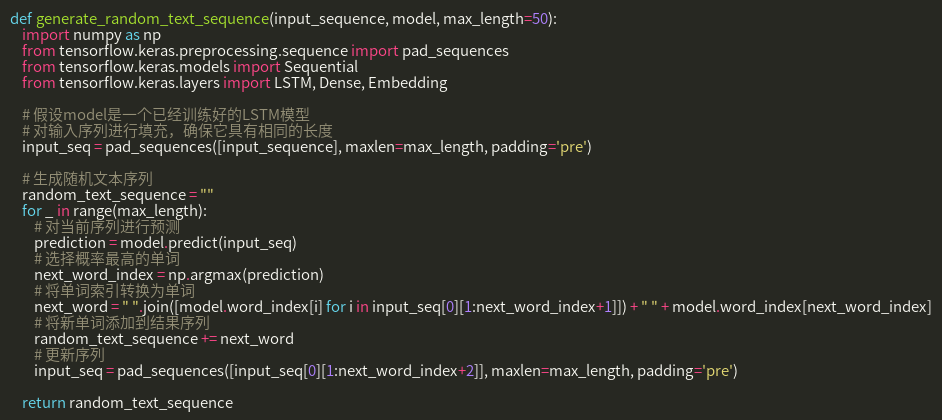 def generate_random_text_sequence(input_sequence, model, max_length=50):
    import numpy as np
    from tensorflow.keras.preprocessing.sequence import pad_sequences
    from tensorflow.keras.models import Sequential
    from tensorflow.keras.layers import LSTM, Dense, Embedding

    # 假设model是一个已经训练好的LSTM模型
    # 对输入序列进行填充，确保它具有相同的长度
    input_seq = pad_sequences([input_sequence], maxlen=max_length, padding='pre')

    # 生成随机文本序列
    random_text_sequence = ""
    for _ in range(max_length):
        # 对当前序列进行预测
        prediction = model.predict(input_seq)
        # 选择概率最高的单词
        next_word_index = np.argmax(prediction)
        # 将单词索引转换为单词
        next_word = " ".join([model.word_index[i] for i in input_seq[0][1:next_word_index+1]]) + " " + model.word_index[next_word_index]
        # 将新单词添加到结果序列
        random_text_sequence += next_word
        # 更新序列
        input_seq = pad_sequences([input_seq[0][1:next_word_index+2]], maxlen=max_length, padding='pre')

    return random_text_sequence